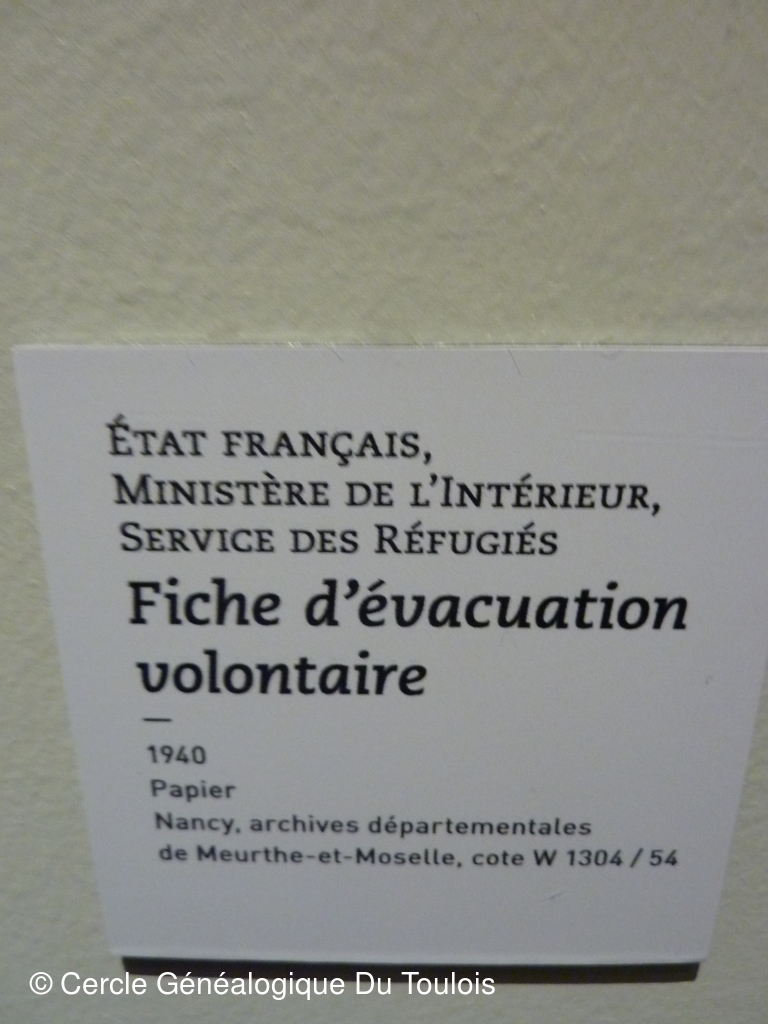 État français,
Ministère de l'Intérieur,
Service des Réfugiés
Fiche d'évacuation
volontaire
—
1940
Papier
Nancy, archives départementales
de Meurthe-et-Moselle, cote W 1304 / 54
© Cercle Généalogique Du Toulois